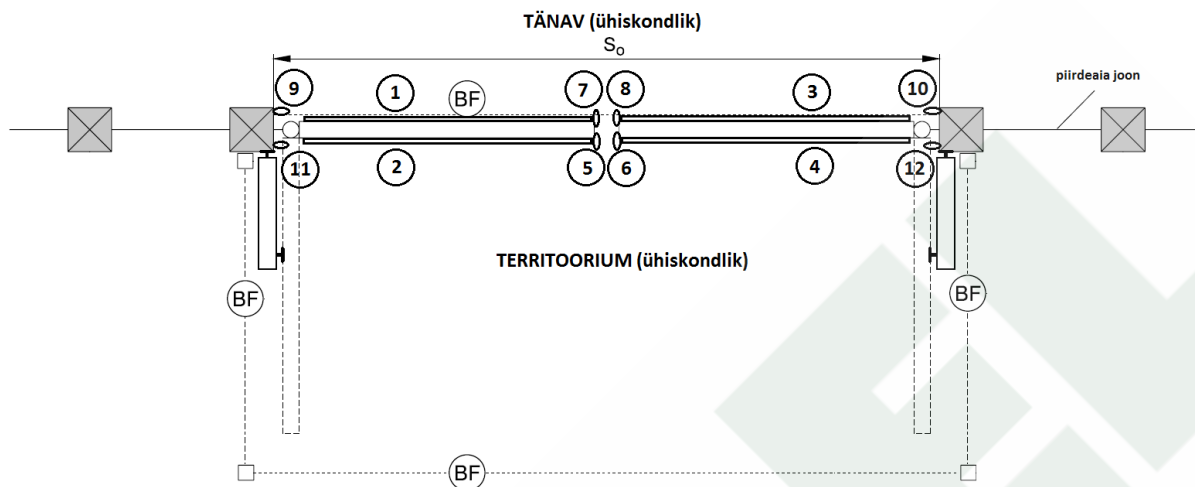 TÄNAV (ühiskondlik)
S₀
piirdeaia joon
9
1
BF
7
8
3
10
11
2
5
6
4
12
TERRITOORIUM (ühiskondlik)
BF
BF
BF